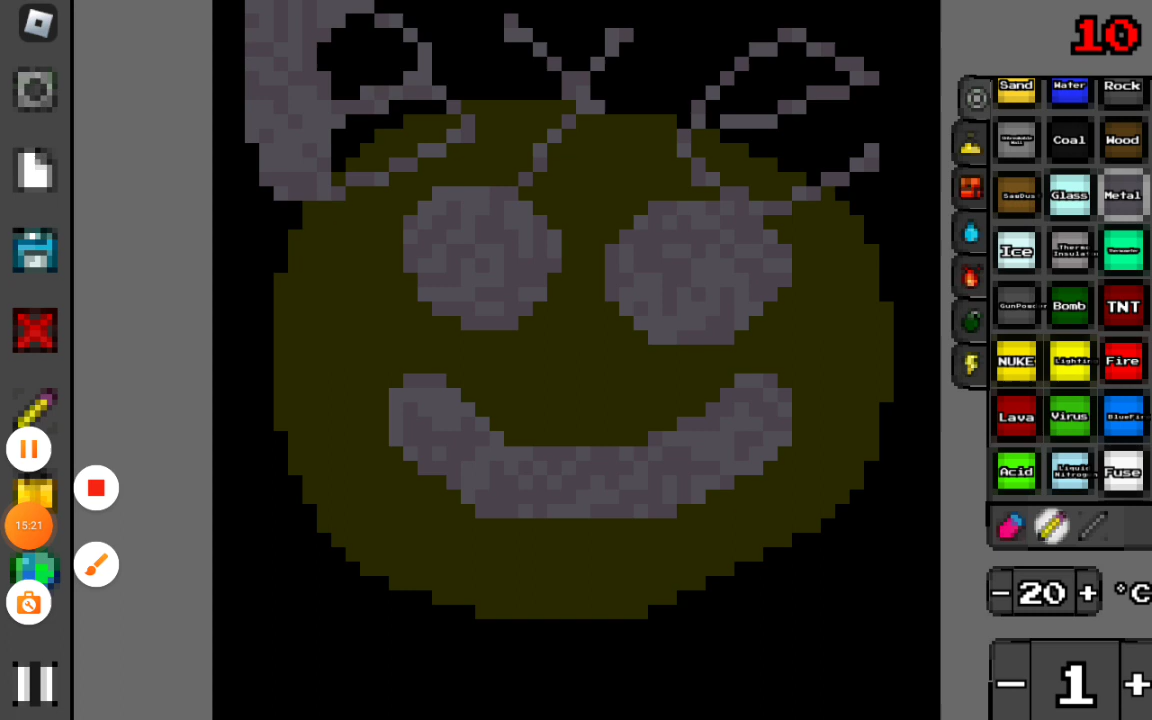 10
Sand Water Rock
Coal Wood
Glass Metal
Ice
Bomb TNT
NUKE Fire
Lava Virus
Acid Fuse
15:21
- 20 + °C
- 1 +